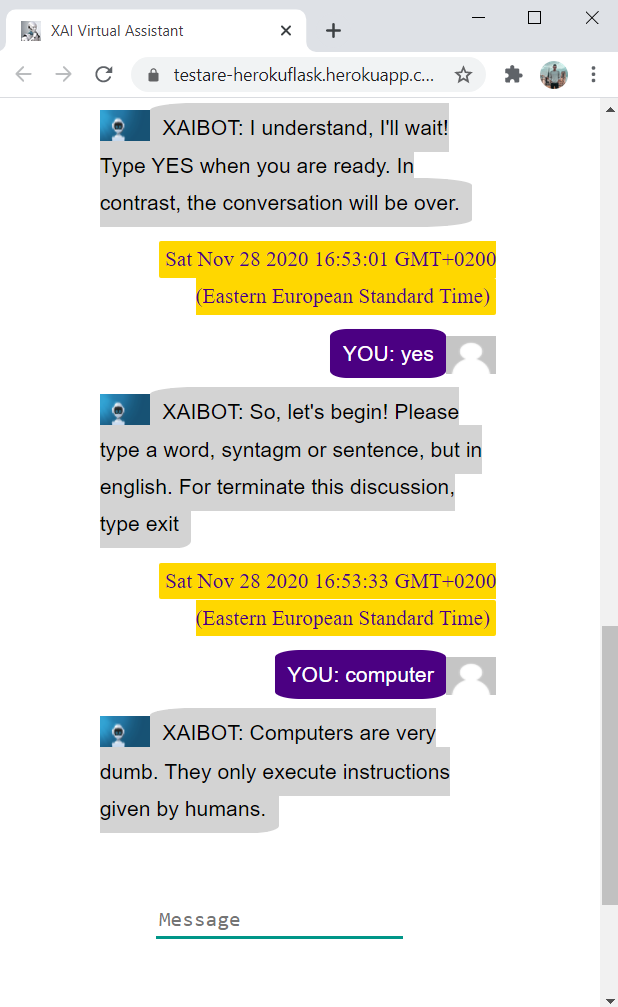 XAI Virtual Assistant
testare-herokuflask.herokuapp.c...
XAIBOT: I understand, I'll wait!
Type YES when you are ready. In
contrast, the conversation will be over.
Sat Nov 28 2020 16:53:01 GMT+0200
(Eastern European Standard Time)
YOU: yes
XAIBOT: So, let's begin! Please
type a word, syntagm or sentence, but in
english. For terminate this discussion,
type exit
Sat Nov 28 2020 16:53:33 GMT+0200
(Eastern European Standard Time)
YOU: computer
XAIBOT: Computers are very
dumb. They only execute instructions
given by humans.
Message